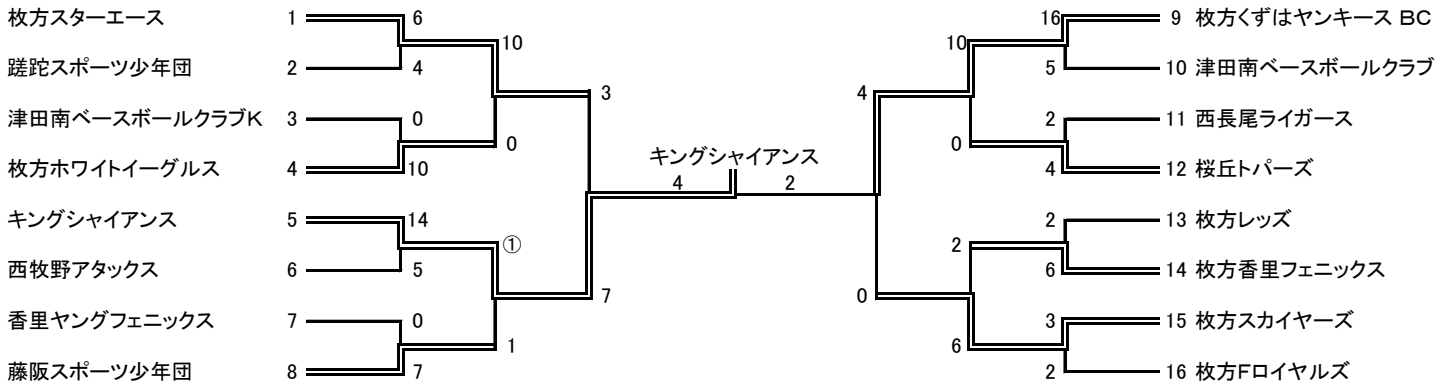 枚方スターエース 1 6
10
蹉跎スポーツ少年団 2 4
3
津田南ベースボールクラブK 3 0
0
枚方ホワイトイーグルス 4 10
キングシャイアンス 5 14
①
西牧野アタックス 6 5
7
香里ヤングフェニックス 7 0
1
藤阪スポーツ少年団 8 7
キングシャイアンス
4 2
16 9 枚方くずはヤンキース BC
10
5 10 津田南ベースボールクラブ
4
2 11 西長尾ライガース
0
4 12 桜丘トパーズ
2 13 枚方レッズ
2
6 14 枚方香里フェニックス
0
3 15 枚方スカイヤーズ
6
2 16 枚方Fロイヤルズ